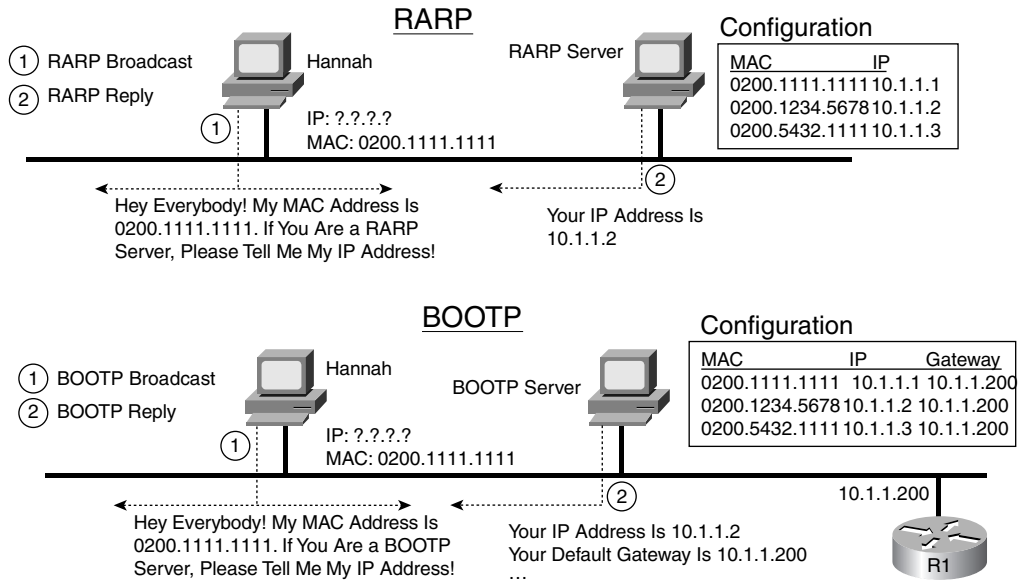 RARP
1 RARP Broadcast
2 RARP Reply
Hannah
RARP Server
Configuration
MAC IP
0200.1111.1111 10.1.1.1
0200.1234.5678 10.1.1.2
0200.5432.1111 10.1.1.3
1
IP: ?.?.?.?
MAC: 0200.1111.1111
2
Hey Everybody! My MAC Address Is
0200.1111.1111. If You Are a RARP
Server, Please Tell Me My IP Address!
Your IP Address Is
10.1.1.2
BOOTP
1 BOOTP Broadcast
2 BOOTP Reply
Hannah
BOOTP Server
Configuration
MAC IP Gateway
0200.1111.1111 10.1.1.1 10.1.1.200
0200.1234.5678 10.1.1.2 10.1.1.200
0200.5432.1111 10.1.1.3 10.1.1.200
1
IP: ?.?.?.?
MAC: 0200.1111.1111
2
10.1.1.200
Hey Everybody! My MAC Address Is
0200.1111.1111. If You Are a BOOTP
Server, Please Tell Me My IP Address!
Your IP Address Is 10.1.1.2
Your Default Gateway Is 10.1.1.200
…
R1